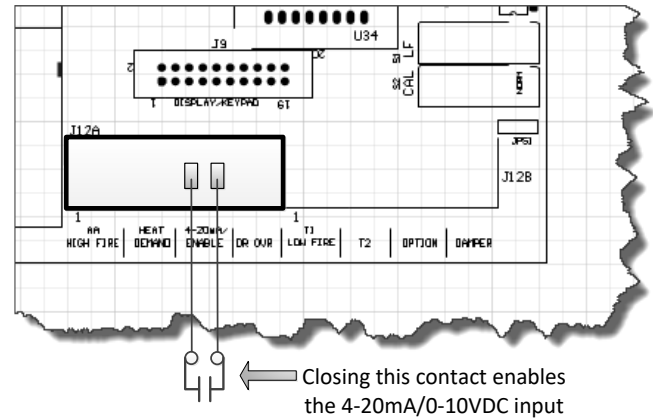 U34
J9
2
20
1 DISPLAY/KEYPAD 19
S1 LF
S2 CAL
NORM
JP51
J12A
J12B
1
1
AA
HIGH FIRE
HEAT
DEMAND
4-20mA/
ENABLE
DR OVR
T1
LOW FIRE
T2
OPTION
DAMPER
Closing this contact enables
the 4-20mA/0-10VDC input